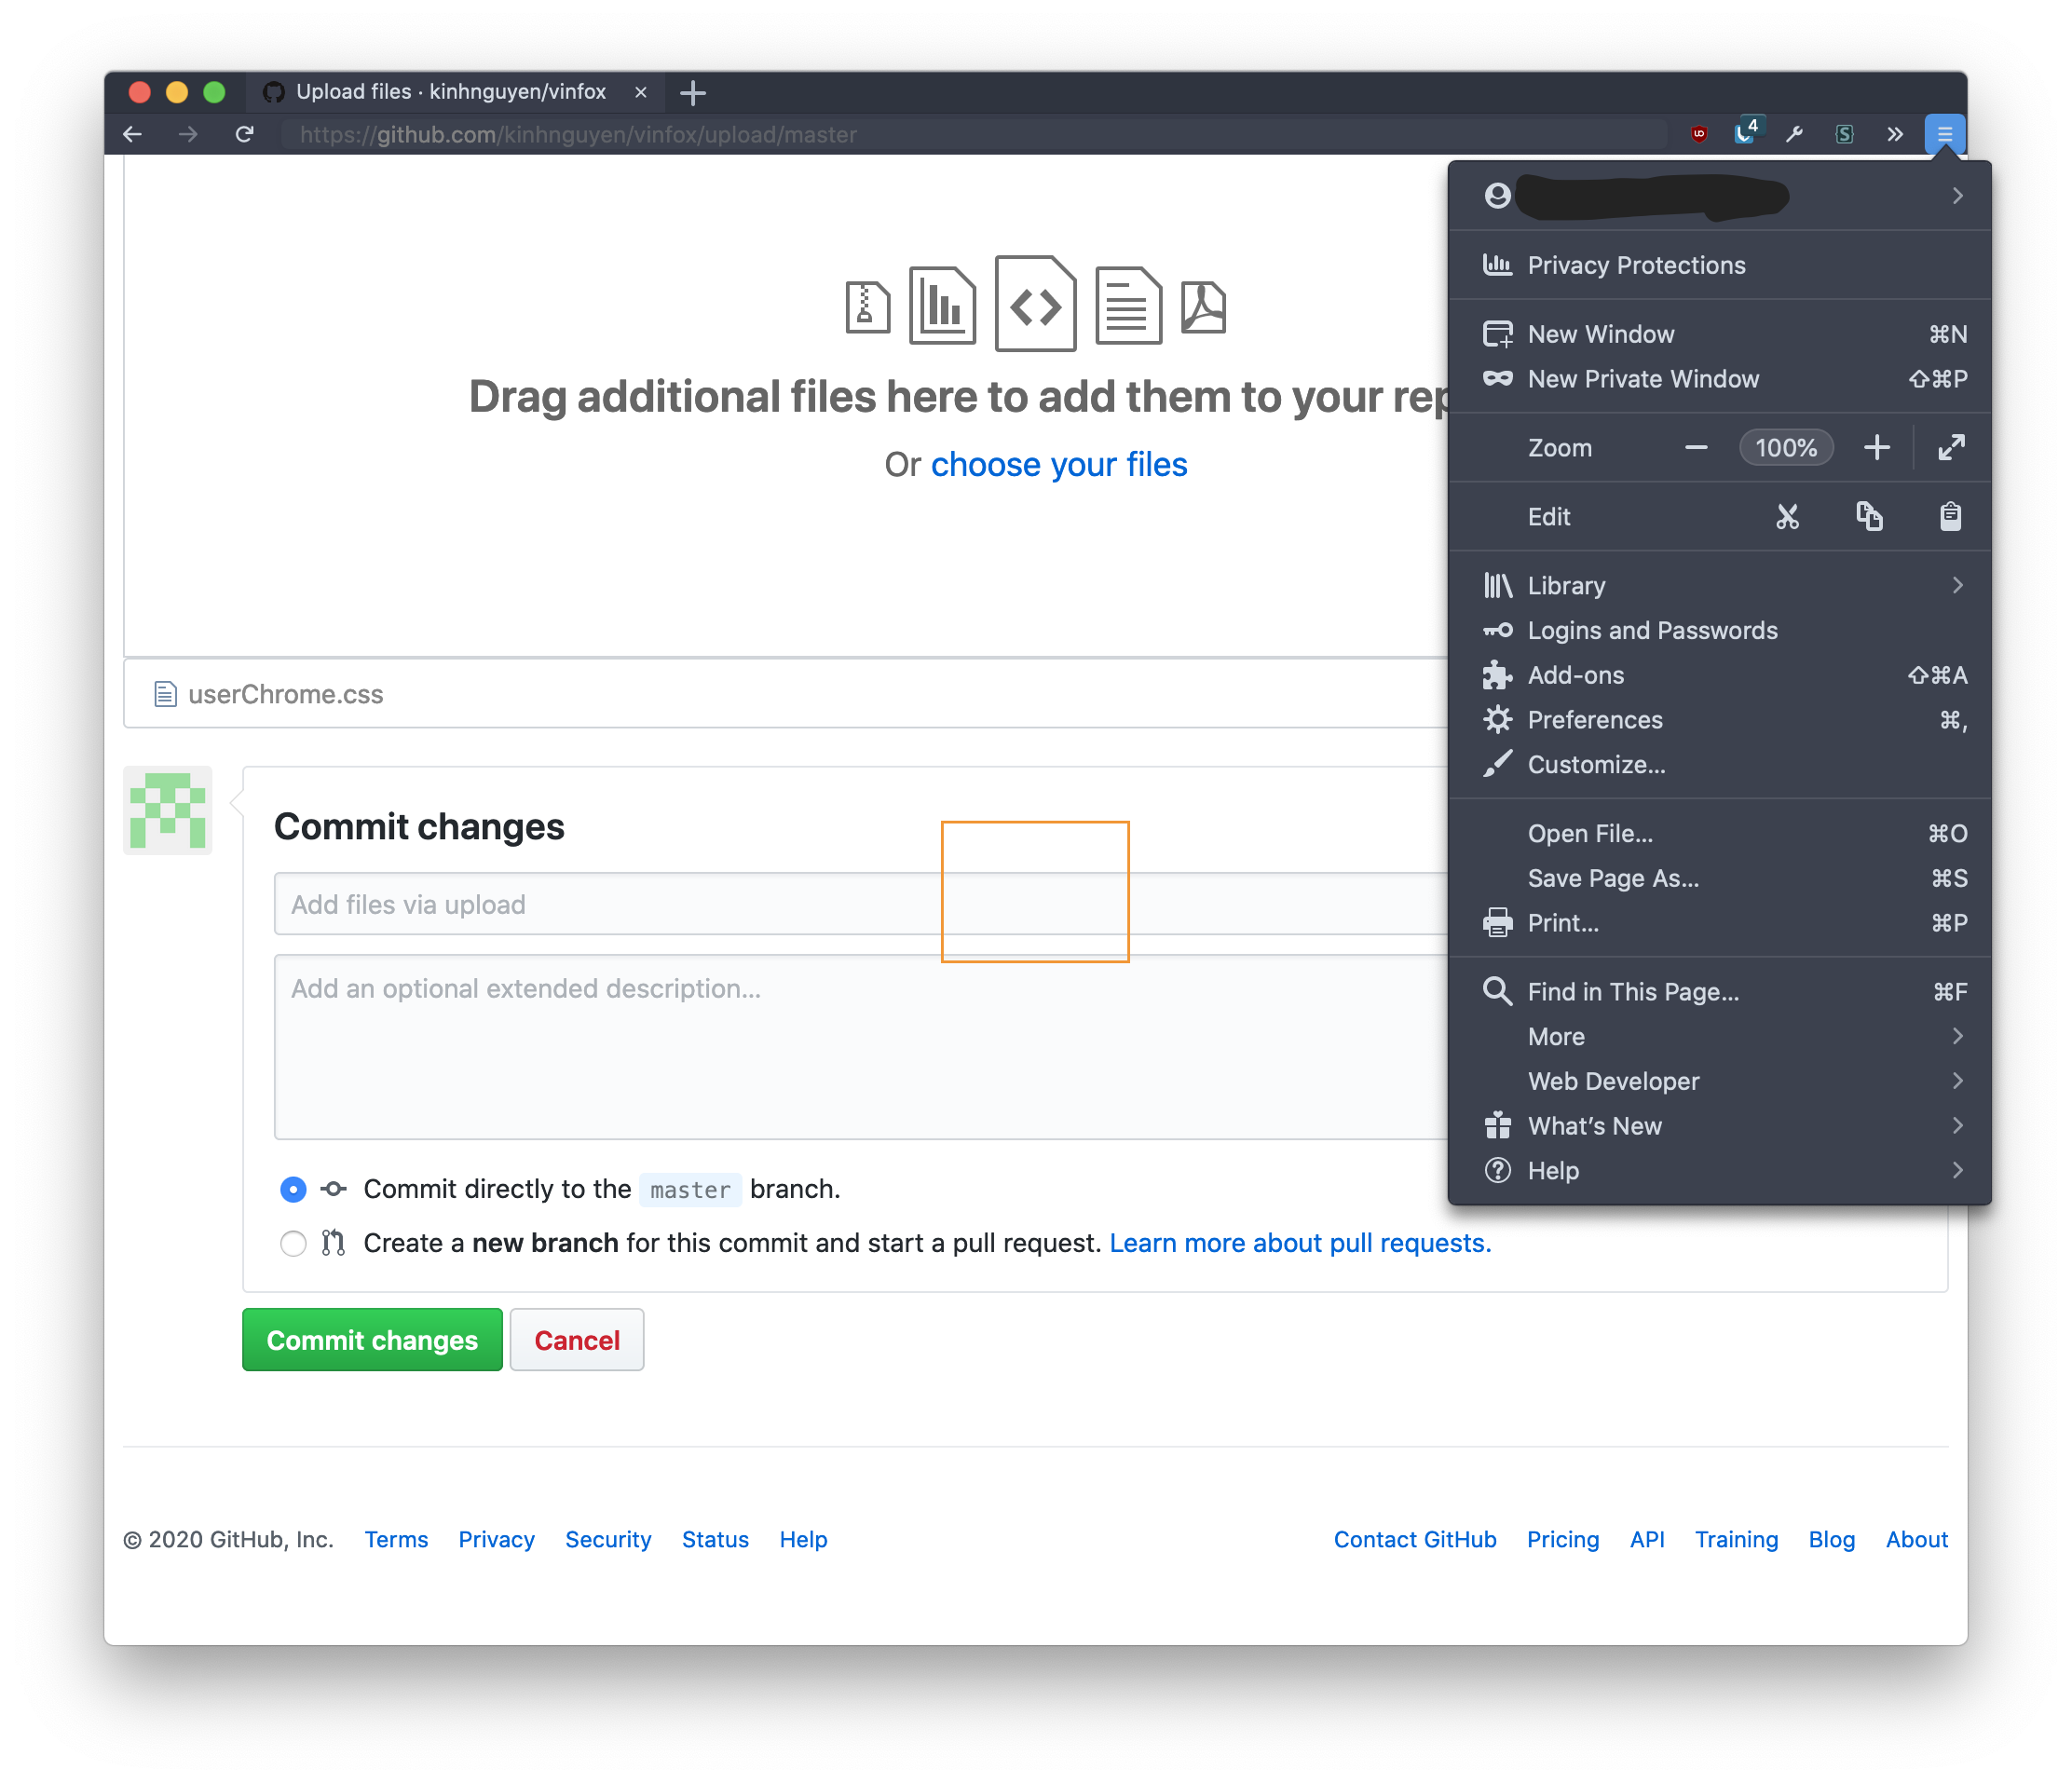 Upload files · kinhnguyen/vinfox
https://github.com/kinhnguyen/vinfox/upload/master
4
Privacy Protections
New Window ⌘N
New Private Window ⇧⌘P
Zoom 100%
Edit
Library
Logins and Passwords
Add-ons ⇧⌘A
Preferences ⌘,
Customize...
Open File... ⌘O
Save Page As... ⌘S
Print... ⌘P
Find in This Page... ⌘F
More
Web Developer
What's New
Help
Drag additional files here to add them to your rep
Or choose your files
userChrome.css
Commit changes
Add files via upload
Add an optional extended description...
Commit directly to the master branch.
Create a new branch for this commit and start a pull request. Learn more about pull requests.
Commit changes Cancel
© 2020 GitHub, Inc. Terms Privacy Security Status Help Contact GitHub Pricing API Training Blog About